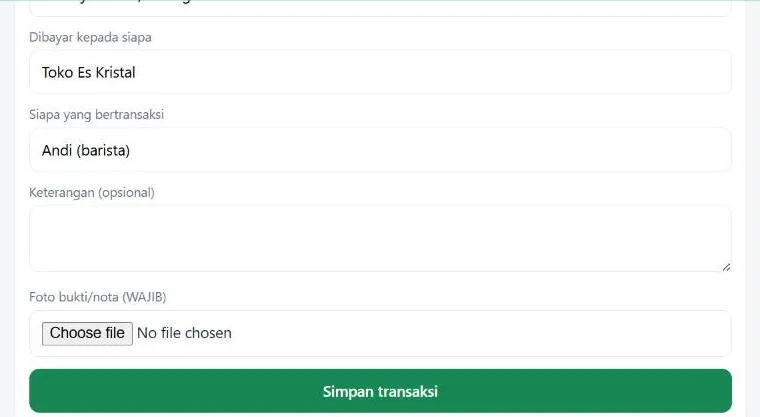 Dibayar kepada siapa
Toko Es Kristal
Siapa yang bertransaksi
Andi (barista)
Keterangan (opsional)
Foto bukti/nota (WAJIB)
Choose file No file chosen
Simpan transaksi